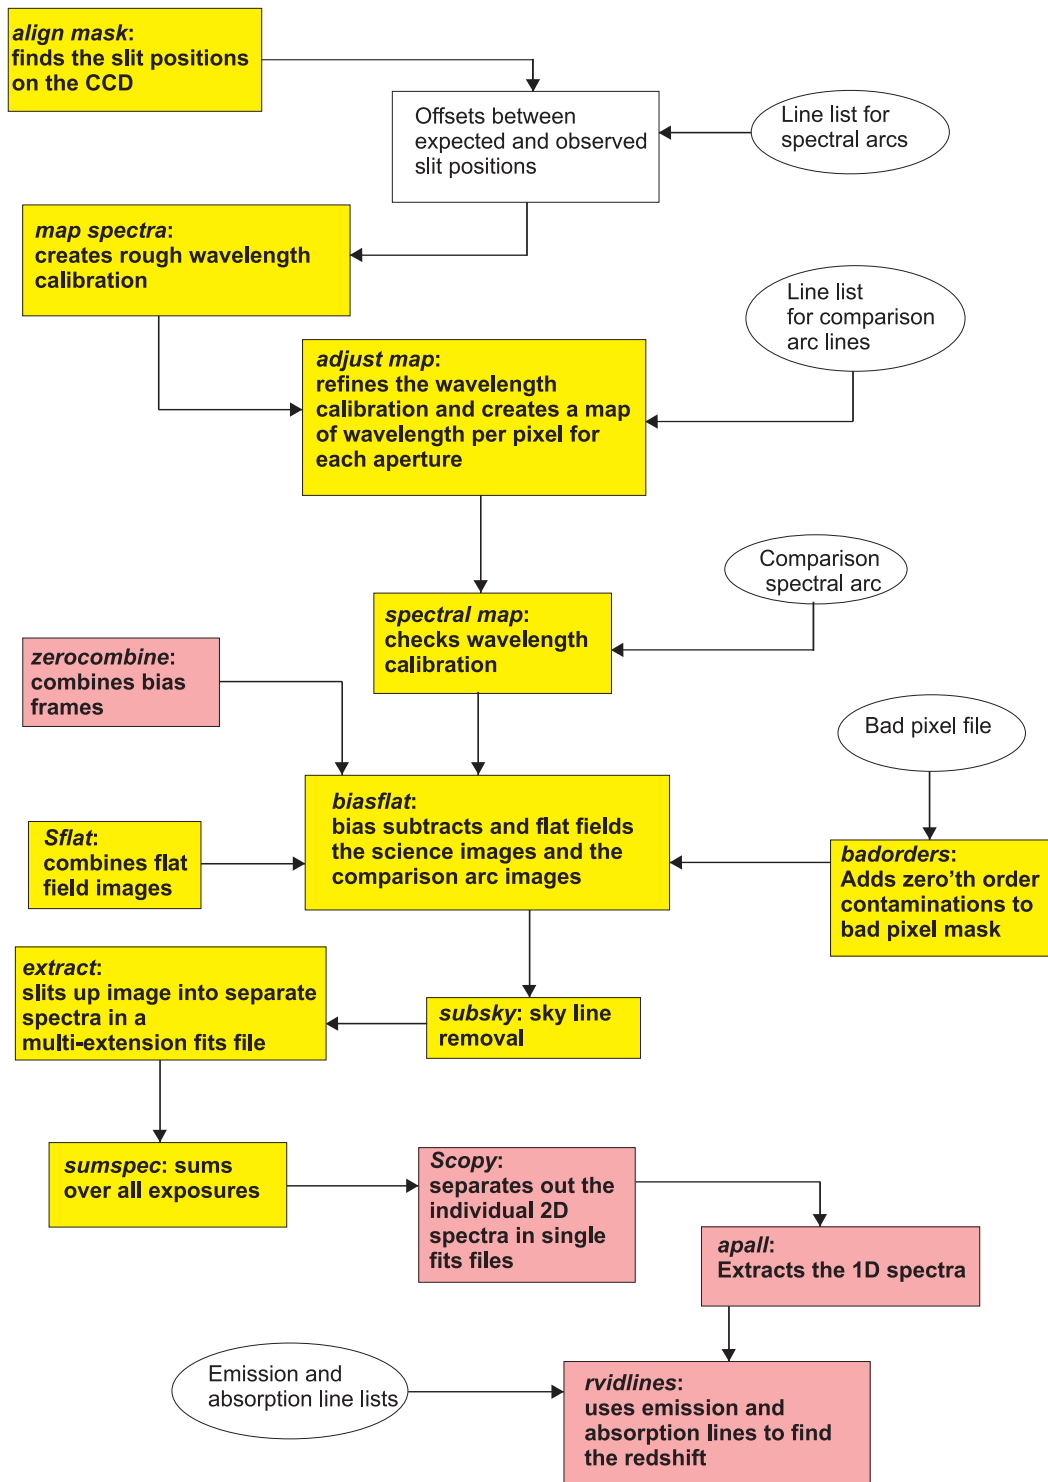 align mask:
finds the slit positions
on the CCD
Offsets between
expected and observed
slit positions
Line list for
spectral arcs
map spectra:
creates rough wavelength
calibration
Line list
for comparison
arc lines
adjust map:
refines the wavelength
calibration and creates a map
of wavelength per pixel for
each aperture
Comparison
spectral arc
spectral map:
checks wavelength
calibration
zerocombine:
combines bias
frames
Bad pixel file
biasflat:
bias subtracts and flat fields
the science images and the
comparison arc images
Sflat:
combines flat
field images
badorders:
Adds zero'th order
contaminations to
bad pixel mask
extract:
slits up image into separate
spectra in a
multi-extension fits file
subsky: sky line
removal
sumspec: sums
over all exposures
Scopy:
separates out the
individual 2D
spectra in single
fits files
apall:
Extracts the 1D spectra
Emission and
absorption line lists
rvidlines:
uses emission and
absorption lines to find
the redshift